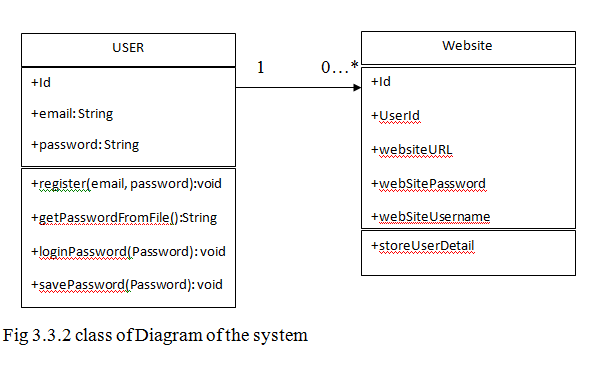 USER
+Id
+email: String
+password: String
+register(email, password):void
+getPasswordFromFile():String
+loginPassword(Password): void
+savePassword(Password): void
1
0...*
Website
+Id
+UserId
+websiteURL
+webSitePassword
+webSiteUsername
+storeUserDetail
Fig 3.3.2 class of Diagram of the system